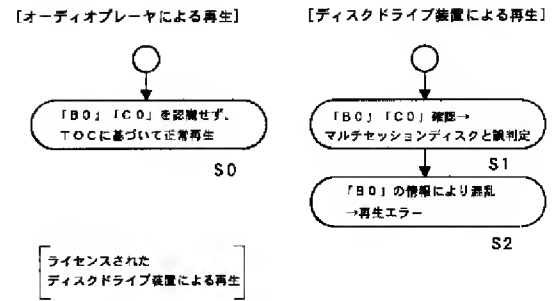 [オーディオプレーヤによる再生]
「B0」「C0」を認識せず、
TOCに基づいて正常再生
S0
[ディスクドライブ装置による再生]
「B0」「C0」確認→
マルチセッションディスクと誤判定
S1
「B0」の情報により混乱
→再生エラー
S2
ライセンスされた
ディスクドライブ装置による再生